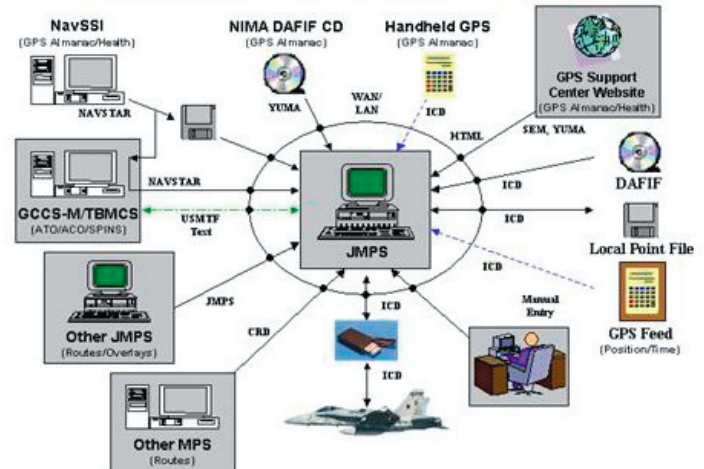 NavSSI
(GPS Almanac/Health)
NIMA DAFIF CD
(GPS Almanac)
Handheld GPS
(GPS Almanac)
GPS Support
Center Website
(GPS Almanac/Health)
NAVSTAR
YUMA
WAN/
LAN
ICD
HTML
SEM, YUMA
GCCS-M/TBMCS
(ATO/ACO/SPINS)
NAVSTAR
USMTF
Text
JMPS
ICD
DAFIF
ICD
Local Point File
ICD
GPS Feed
(Position/Time)
Other JMPS
(Routes/Overlays)
JMPS
CRD
ICD
Manual
Entry
ICD
Other MPS
(Routes)